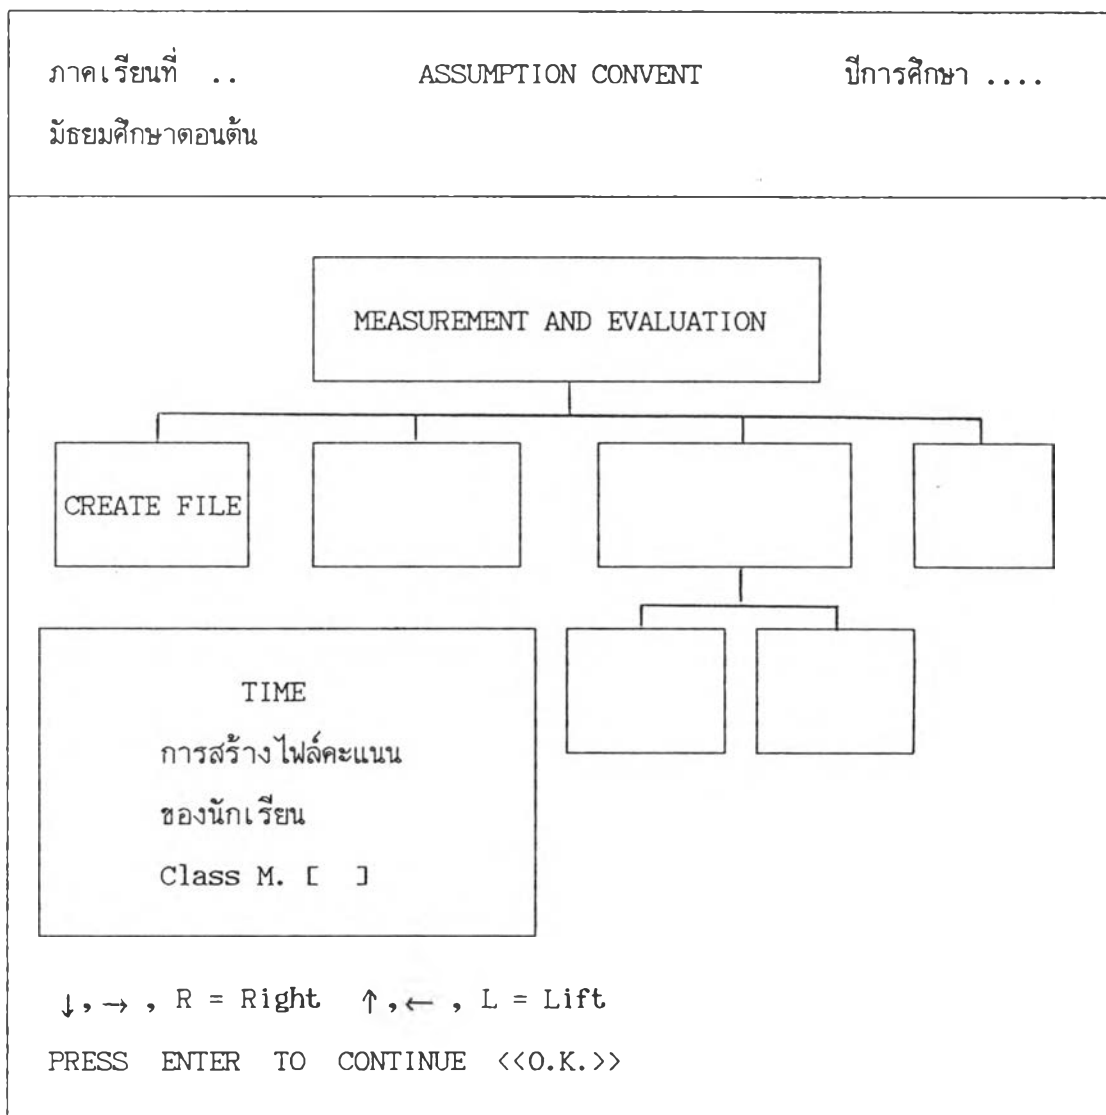 ภาคเรียนที่ .. ASSUMPTION CONVENT ปีการศึกษา ....
มัธยมศึกษาตอนต้น
MEASUREMENT AND EVALUATION
CREATE FILE
TIME
การสร้างไฟล์คะแนน
ของนักเรียน
Class M. [ ]
↓,→ , R = Right ↑,← , L = Lift
PRESS ENTER TO CONTINUE <<O.K.>>